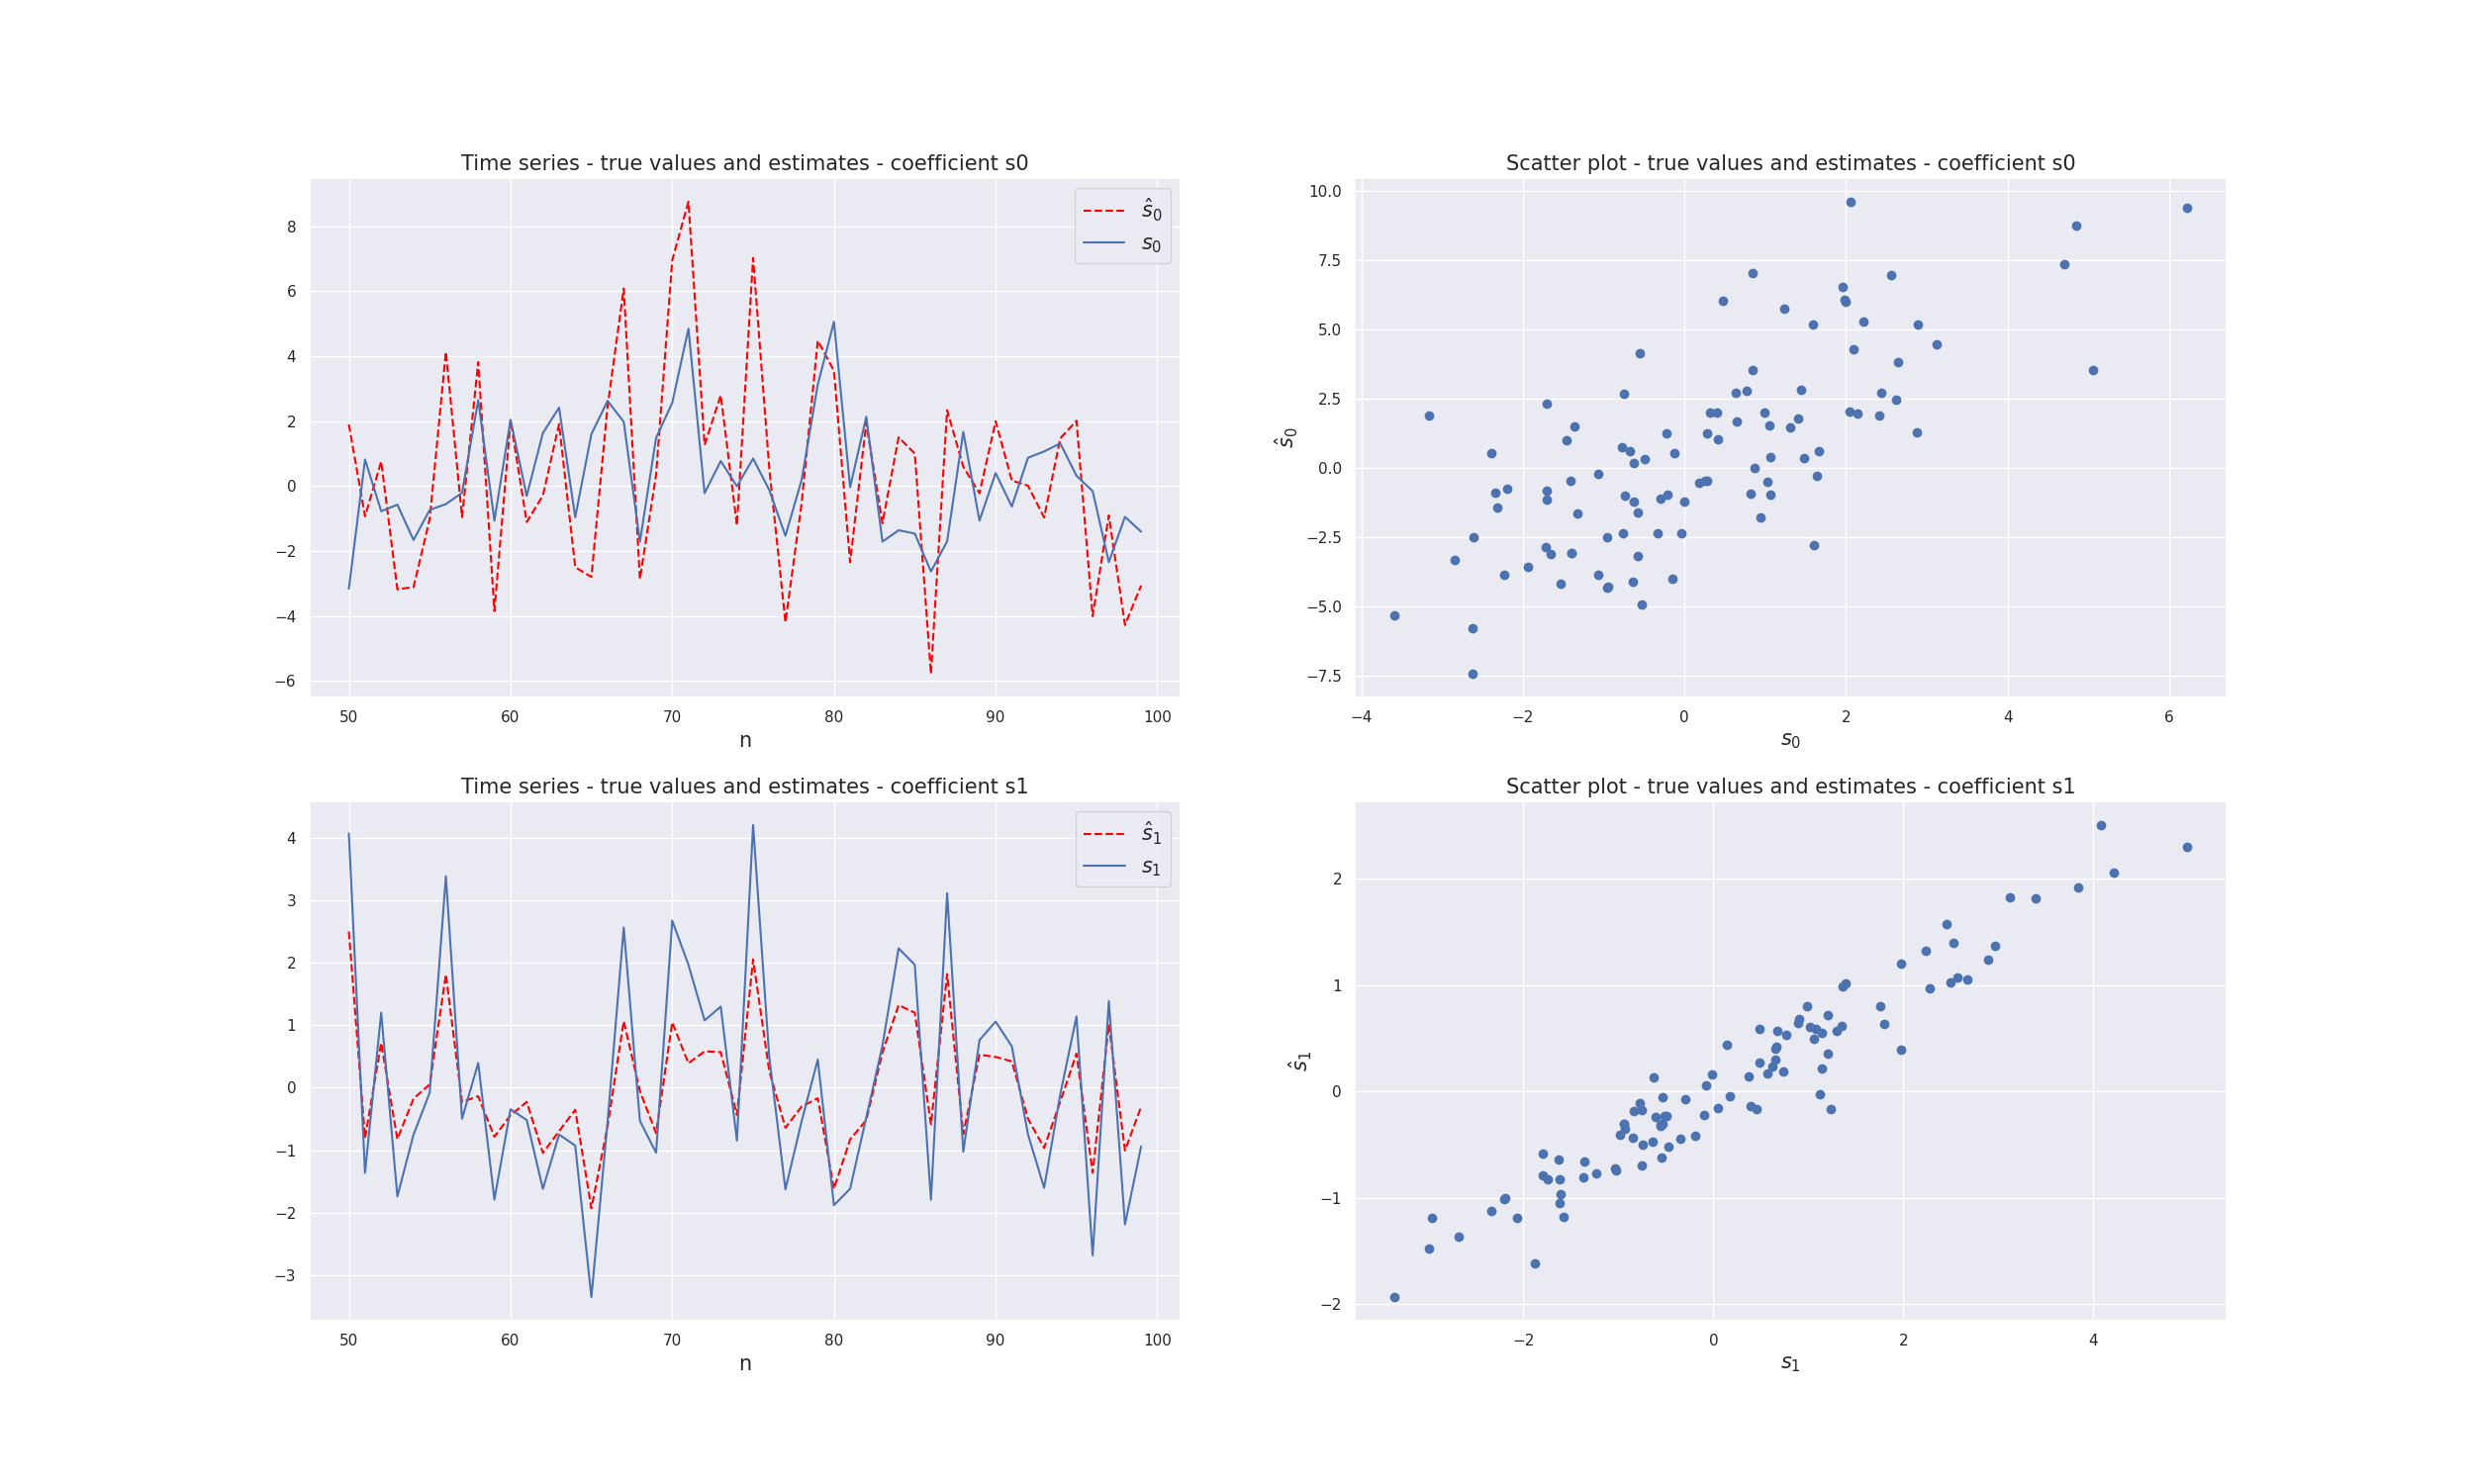 Time series - true values and estimates - coefficient s0
8
6
4
2
0
−2
−4
−6
50 60 70 80 90 100
n
ŝ₀
s₀
Scatter plot - true values and estimates - coefficient s0
10.0
7.5
5.0
2.5
0.0
−2.5
−5.0
−7.5
ŝ₀
−4 −2 0 2 4 6
s₀
Time series - true values and estimates - coefficient s1
4
3
2
1
0
−1
−2
−3
50 60 70 80 90 100
n
ŝ₁
s₁
Scatter plot - true values and estimates - coefficient s1
2
1
0
−1
−2
ŝ₁
−2 0 2 4
s₁